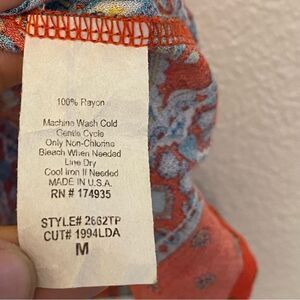 100% Rayon
Machine Wash Cold
Gentle Cycle
Only Non-Chlorine
Bleach When Needed
Line Dry
Cool Iron If Needed
MADE IN U.S.A.
RN # 174935
STYLE# 2662TP
CUT# 1994LDA
M